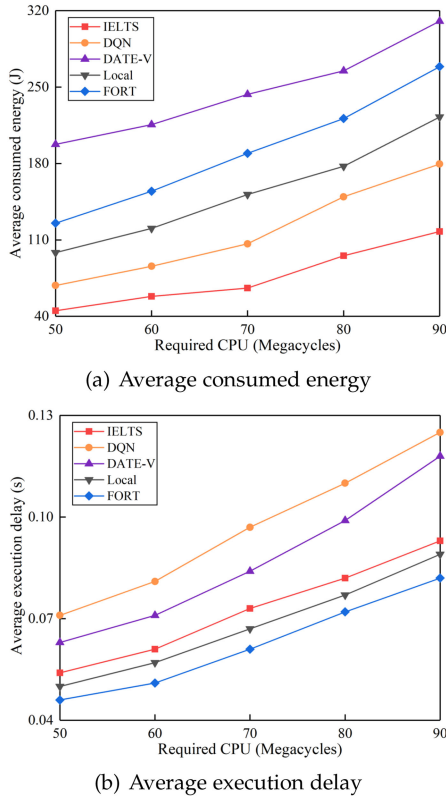 320
250
180
110
40
Average consumed energy (J)
IELTS
DQN
DATE-V
Local
FORT
50 60 70 80 90
Required CPU (Megacycles)
(a) Average consumed energy
0.13
0.10
0.07
0.04
Average execution delay (s)
IELTS
DQN
DATE-V
Local
FORT
50 60 70 80 90
Required CPU (Megacycles)
(b) Average execution delay